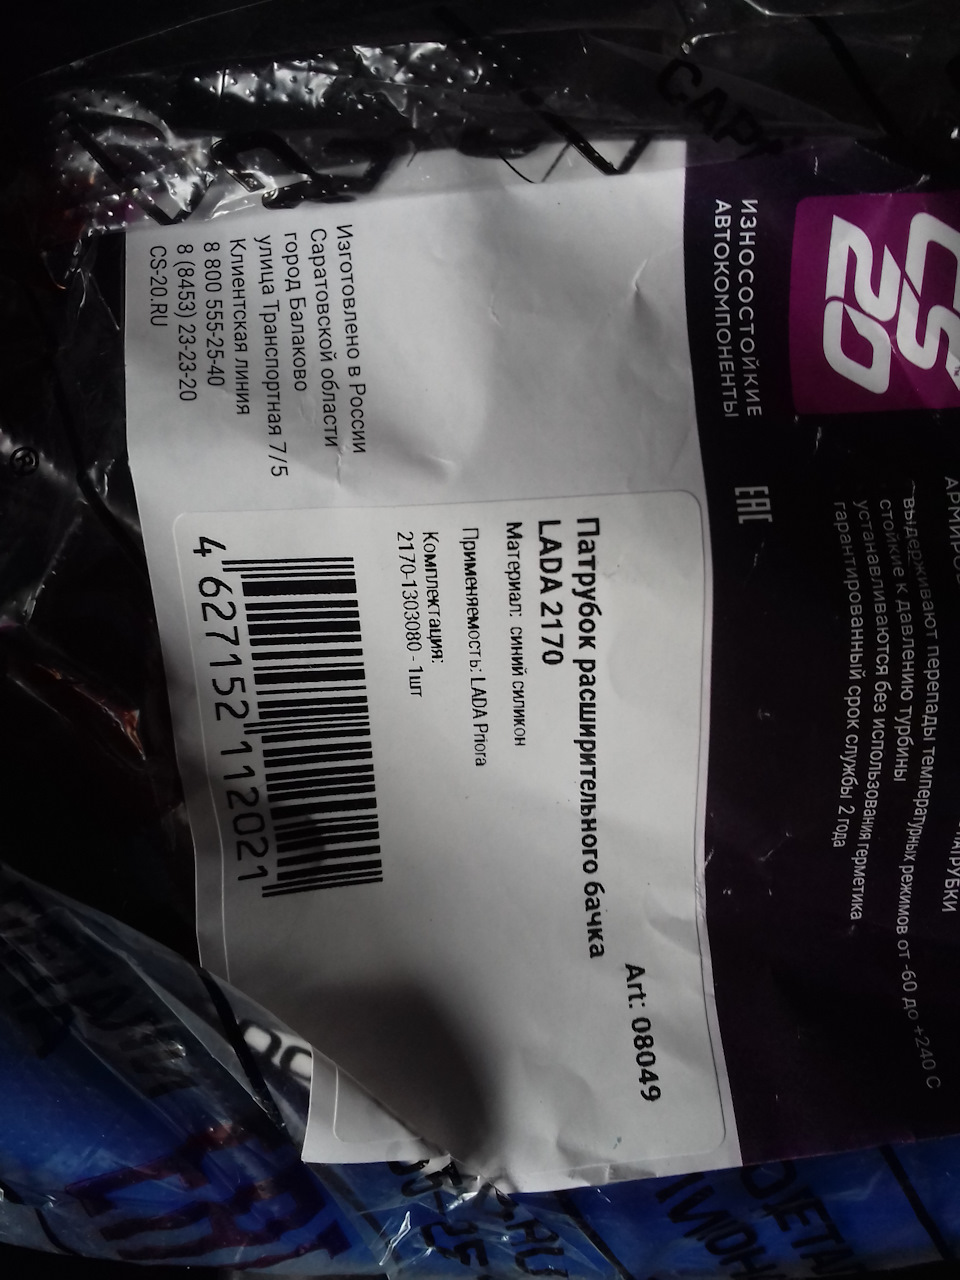 CS
20
™
ИЗНОСОСТОЙКИЕ
АВТОКОМПОНЕНТЫ
ПАТРУБКИ
выдерживают перепады температурных режимов от -60 до +240 С
стойкие к давлению турбины
устанавливаются без использования герметика
гарантированный срок службы 2 года
EAC
Art: 08049
Патрубок расширительного бачка
LADA 2170
Материал: синий силикон
Применяемость: LADA Priora
Комплектация:
2170-1303080 - 1шт
4 627152 112021
Изготовлено в России
Саратовской области
город Балаково
улица Транспортная 7/5
Клиентская линия
8 800 555-25-40
8 (8453) 23-23-20
CS-20.RU
®